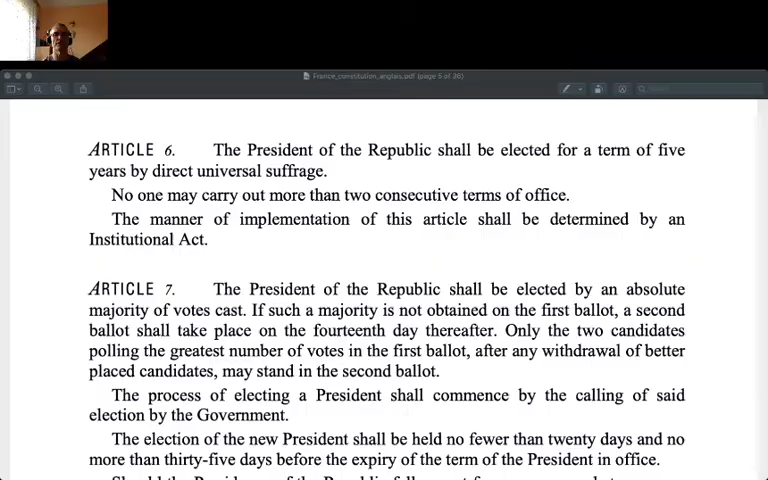 France_constitution_anglais.pdf (page 5 of 36)
ARTICLE 6. The President of the Republic shall be elected for a term of five
years by direct universal suffrage.
No one may carry out more than two consecutive terms of office.
The manner of implementation of this article shall be determined by an
Institutional Act.
ARTICLE 7. The President of the Republic shall be elected by an absolute
majority of votes cast. If such a majority is not obtained on the first ballot, a second
ballot shall take place on the fourteenth day thereafter. Only the two candidates
polling the greatest number of votes in the first ballot, after any withdrawal of better
placed candidates, may stand in the second ballot.
The process of electing a President shall commence by the calling of said
election by the Government.
The election of the new President shall be held no fewer than twenty days and no
more than thirty-five days before the expiry of the term of the President in office.